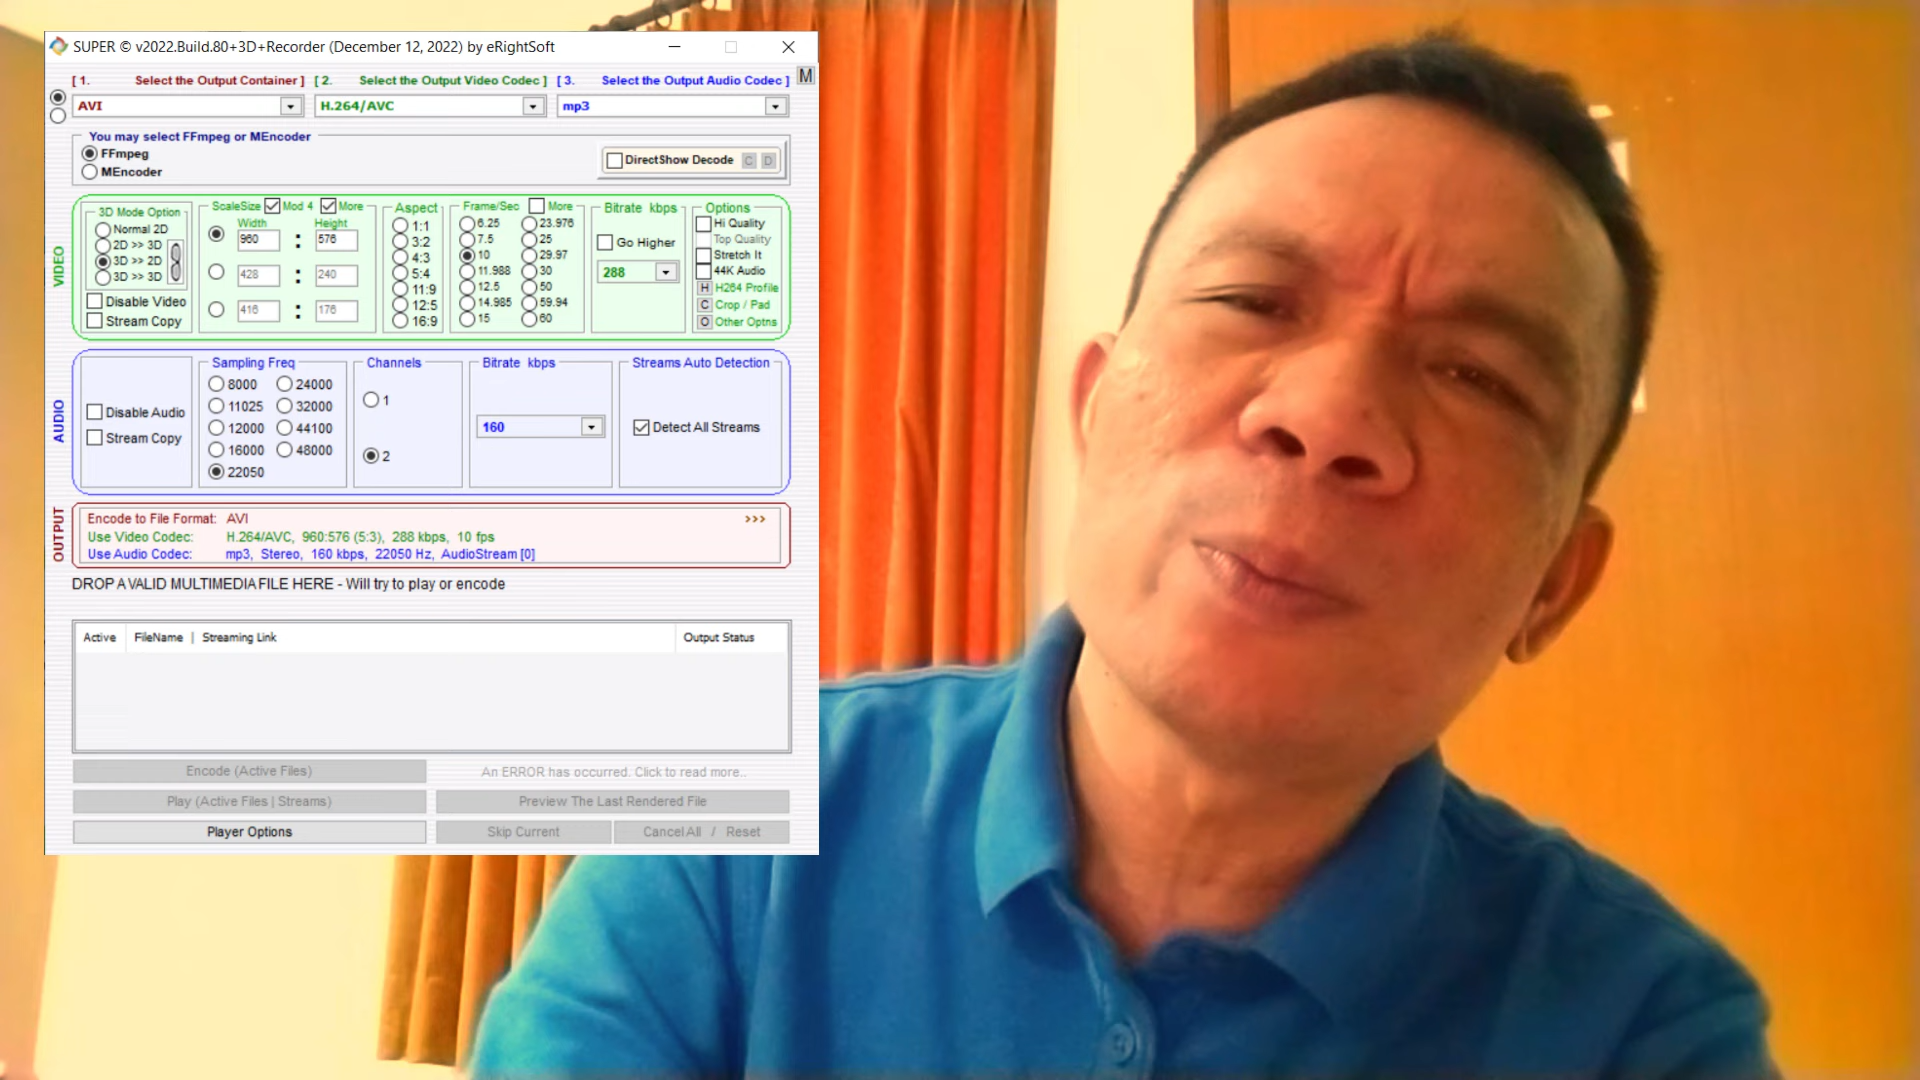 SUPER © v2022.Build.80+3D+Recorder (December 12, 2022) by eRightSoft
[ 1. Select the Output Container ] [ 2. Select the Output Video Codec ] [ 3. Select the Output Audio Codec ] M
AVI H.264/AVC mp3
You may select FFmpeg or MEncoder
FFmpeg
MEncoder
DirectShow Decode C D
VIDEO
3D Mode Option
Normal 2D
2D >> 3D
3D >> 2D
3D >> 3D
Disable Video
Stream Copy
ScaleSize Mod 4 More
Width Height
960 : 576
428 : 240
416 : 176
Aspect
1:1
3:2
4:3
5:4
11:9
12:5
16:9
Frame/Sec More
6.25 23.976
7.5 25
10 29.97
11.988 30
12.5 50
14.985 59.94
15 60
Bitrate kbps
Go Higher
288
Options
Hi Quality
Top Quality
Stretch It
44K Audio
H H264 Profile
C Crop / Pad
O Other Optns
AUDIO
Disable Audio
Stream Copy
Sampling Freq
8000 24000
11025 32000
12000 44100
16000 48000
22050
Channels
1
2
Bitrate kbps
160
Streams Auto Detection
Detect All Streams
OUTPUT
Encode to File Format: AVI >>>
Use Video Codec: H.264/AVC, 960:576 (5:3), 288 kbps, 10 fps
Use Audio Codec: mp3, Stereo, 160 kbps, 22050 Hz, AudioStream [0]
DROP A VALID MULTIMEDIA FILE HERE - Will try to play or encode
Active FileName | Streaming Link Output Status
Encode (Active Files) An ERROR has occurred. Click to read more..
Play (Active Files | Streams) Preview The Last Rendered File
Player Options Skip Current Cancel All / Reset